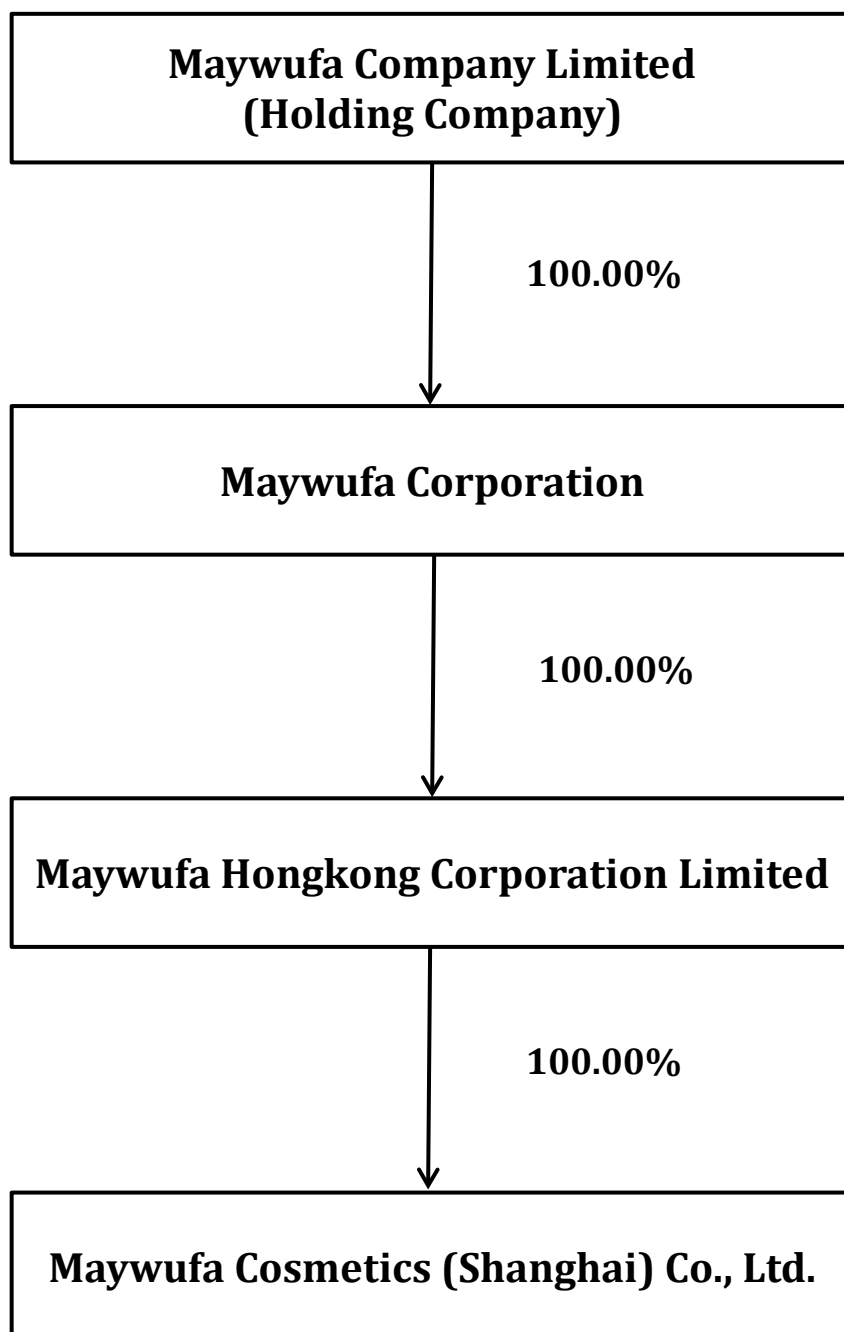 Maywufa Company Limited
(Holding Company)
100.00%
Maywufa Corporation
100.00%
Maywufa Hongkong Corporation Limited
100.00%
Maywufa Cosmetics (Shanghai) Co., Ltd.